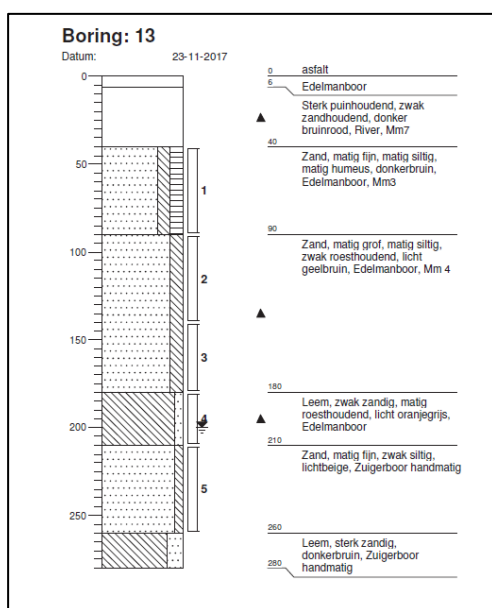 Boring: 13
Datum: 23-11-2017
0
50
100
150
200
250
1
2
3
4
5
0 asfalt
6 Edelmanboor
Sterk puinhoudend, zwak
zandhoudend, donker
bruinrood, River, Mm7
40
Zand, matig fijn, matig siltig,
matig humeus, donkerbruin,
Edelmanboor, Mm3
90
Zand, matig grof, matig siltig,
zwak roesthoudend, licht
geelbruin, Edelmanboor, Mm 4
180
Leem, zwak zandig, matig
roesthoudend, licht oranjegrijs,
Edelmanboor
210
Zand, matig fijn, zwak siltig,
lichtbeige, Zuigerboor handmatig
260
Leem, sterk zandig,
donkerbruin, Zuigerboor
280 handmatig